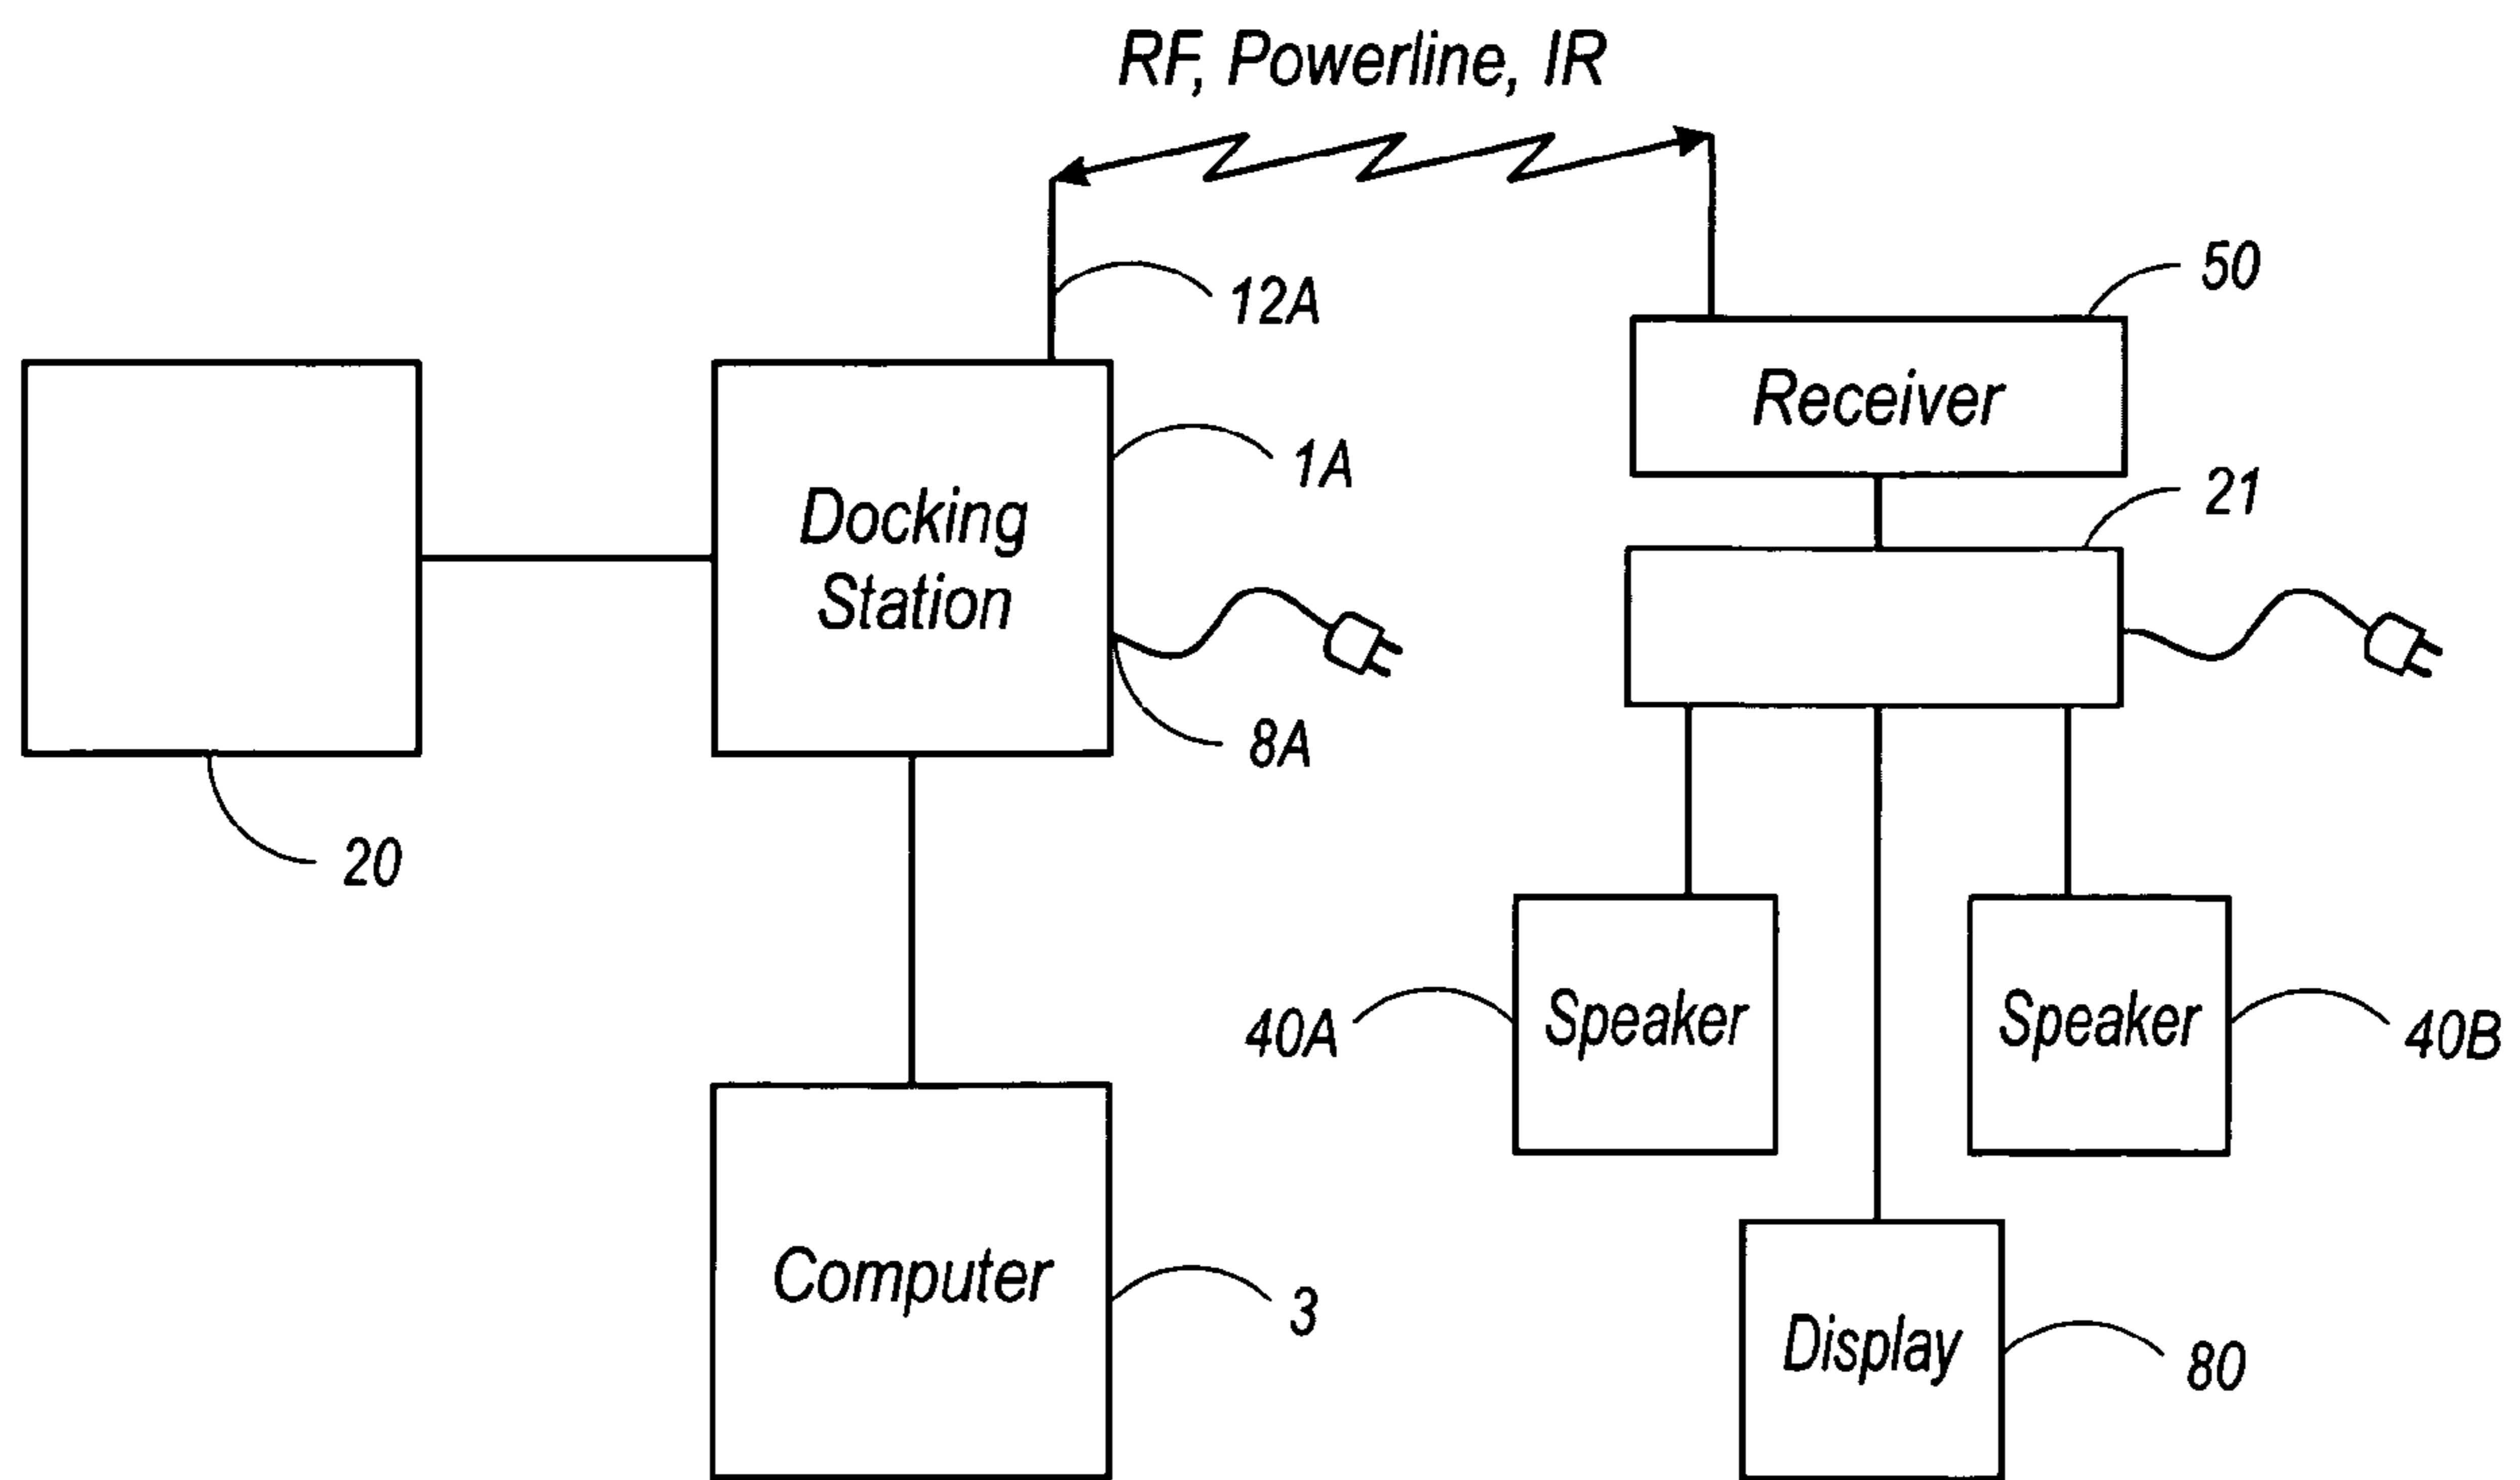 RF, Powerline, IR
12A
50
Receiver
1A
21
Docking
Station
8A
20
40A
Speaker
Speaker
40B
Computer
3
Display
80